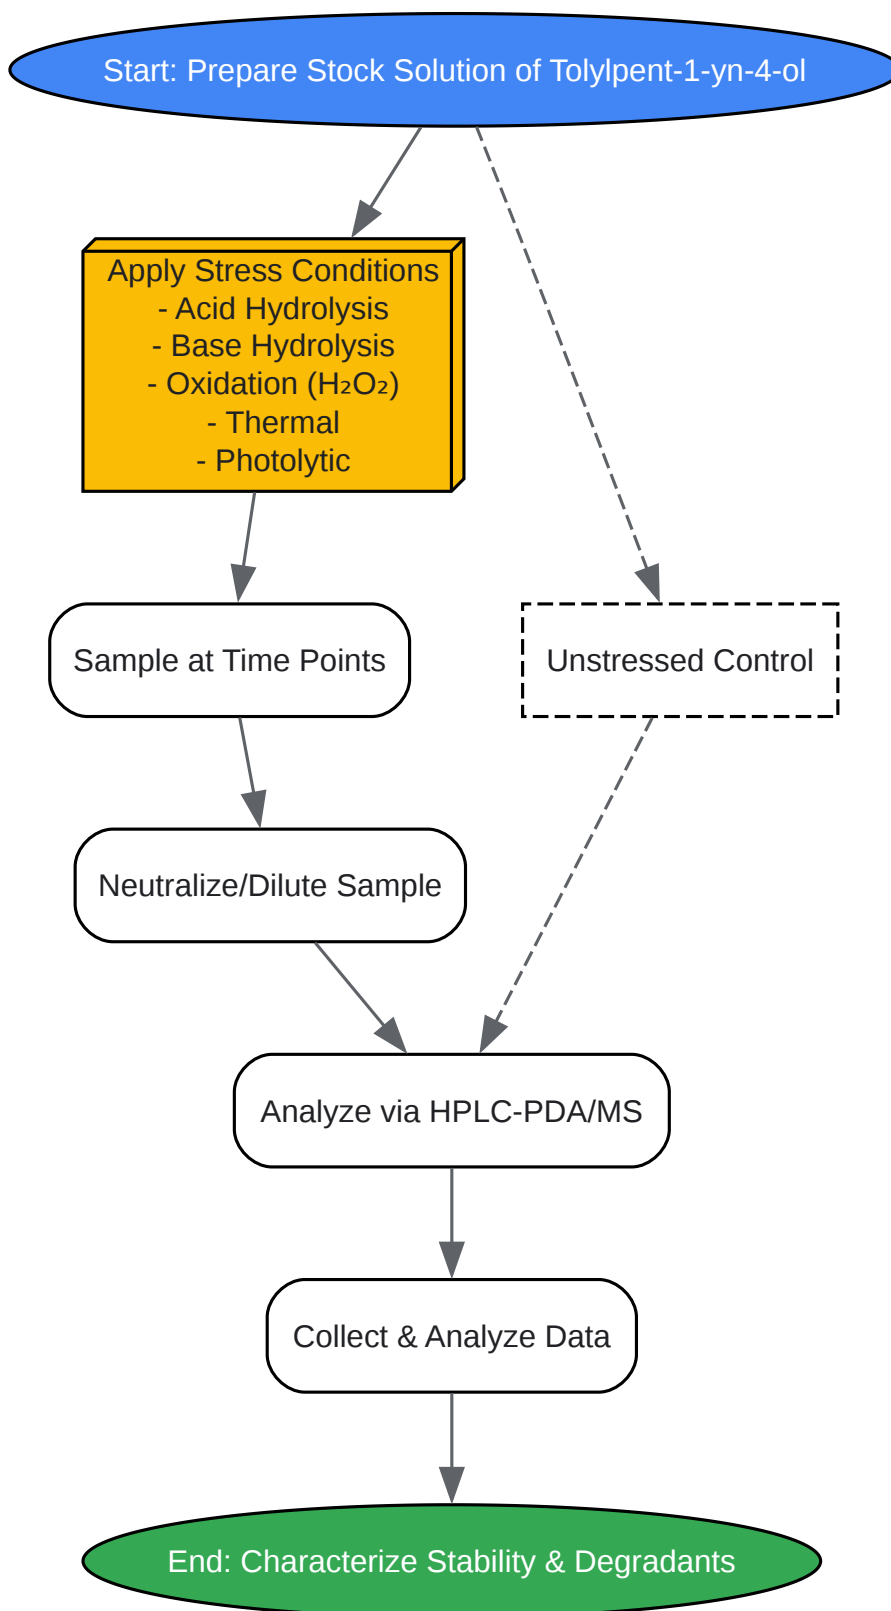 Start: Prepare Stock Solution of Tolylpent-1-yn-4-ol
Apply Stress Conditions
- Acid Hydrolysis
- Base Hydrolysis
- Oxidation (H₂O₂)
- Thermal
- Photolytic
Sample at Time Points
Unstressed Control
Neutralize/Dilute Sample
Analyze via HPLC-PDA/MS
Collect & Analyze Data
End: Characterize Stability & Degradants